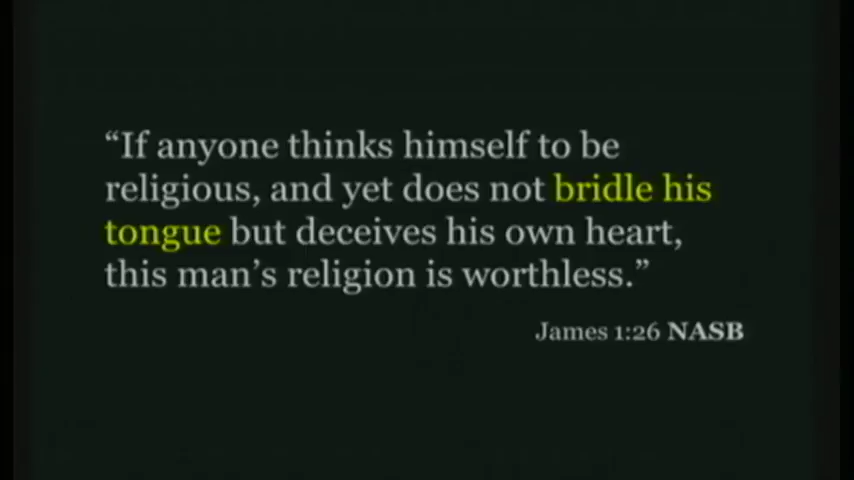 “If anyone thinks himself to be
religious, and yet does not bridle his
tongue but deceives his own heart,
this man’s religion is worthless.”
James 1:26 NASB